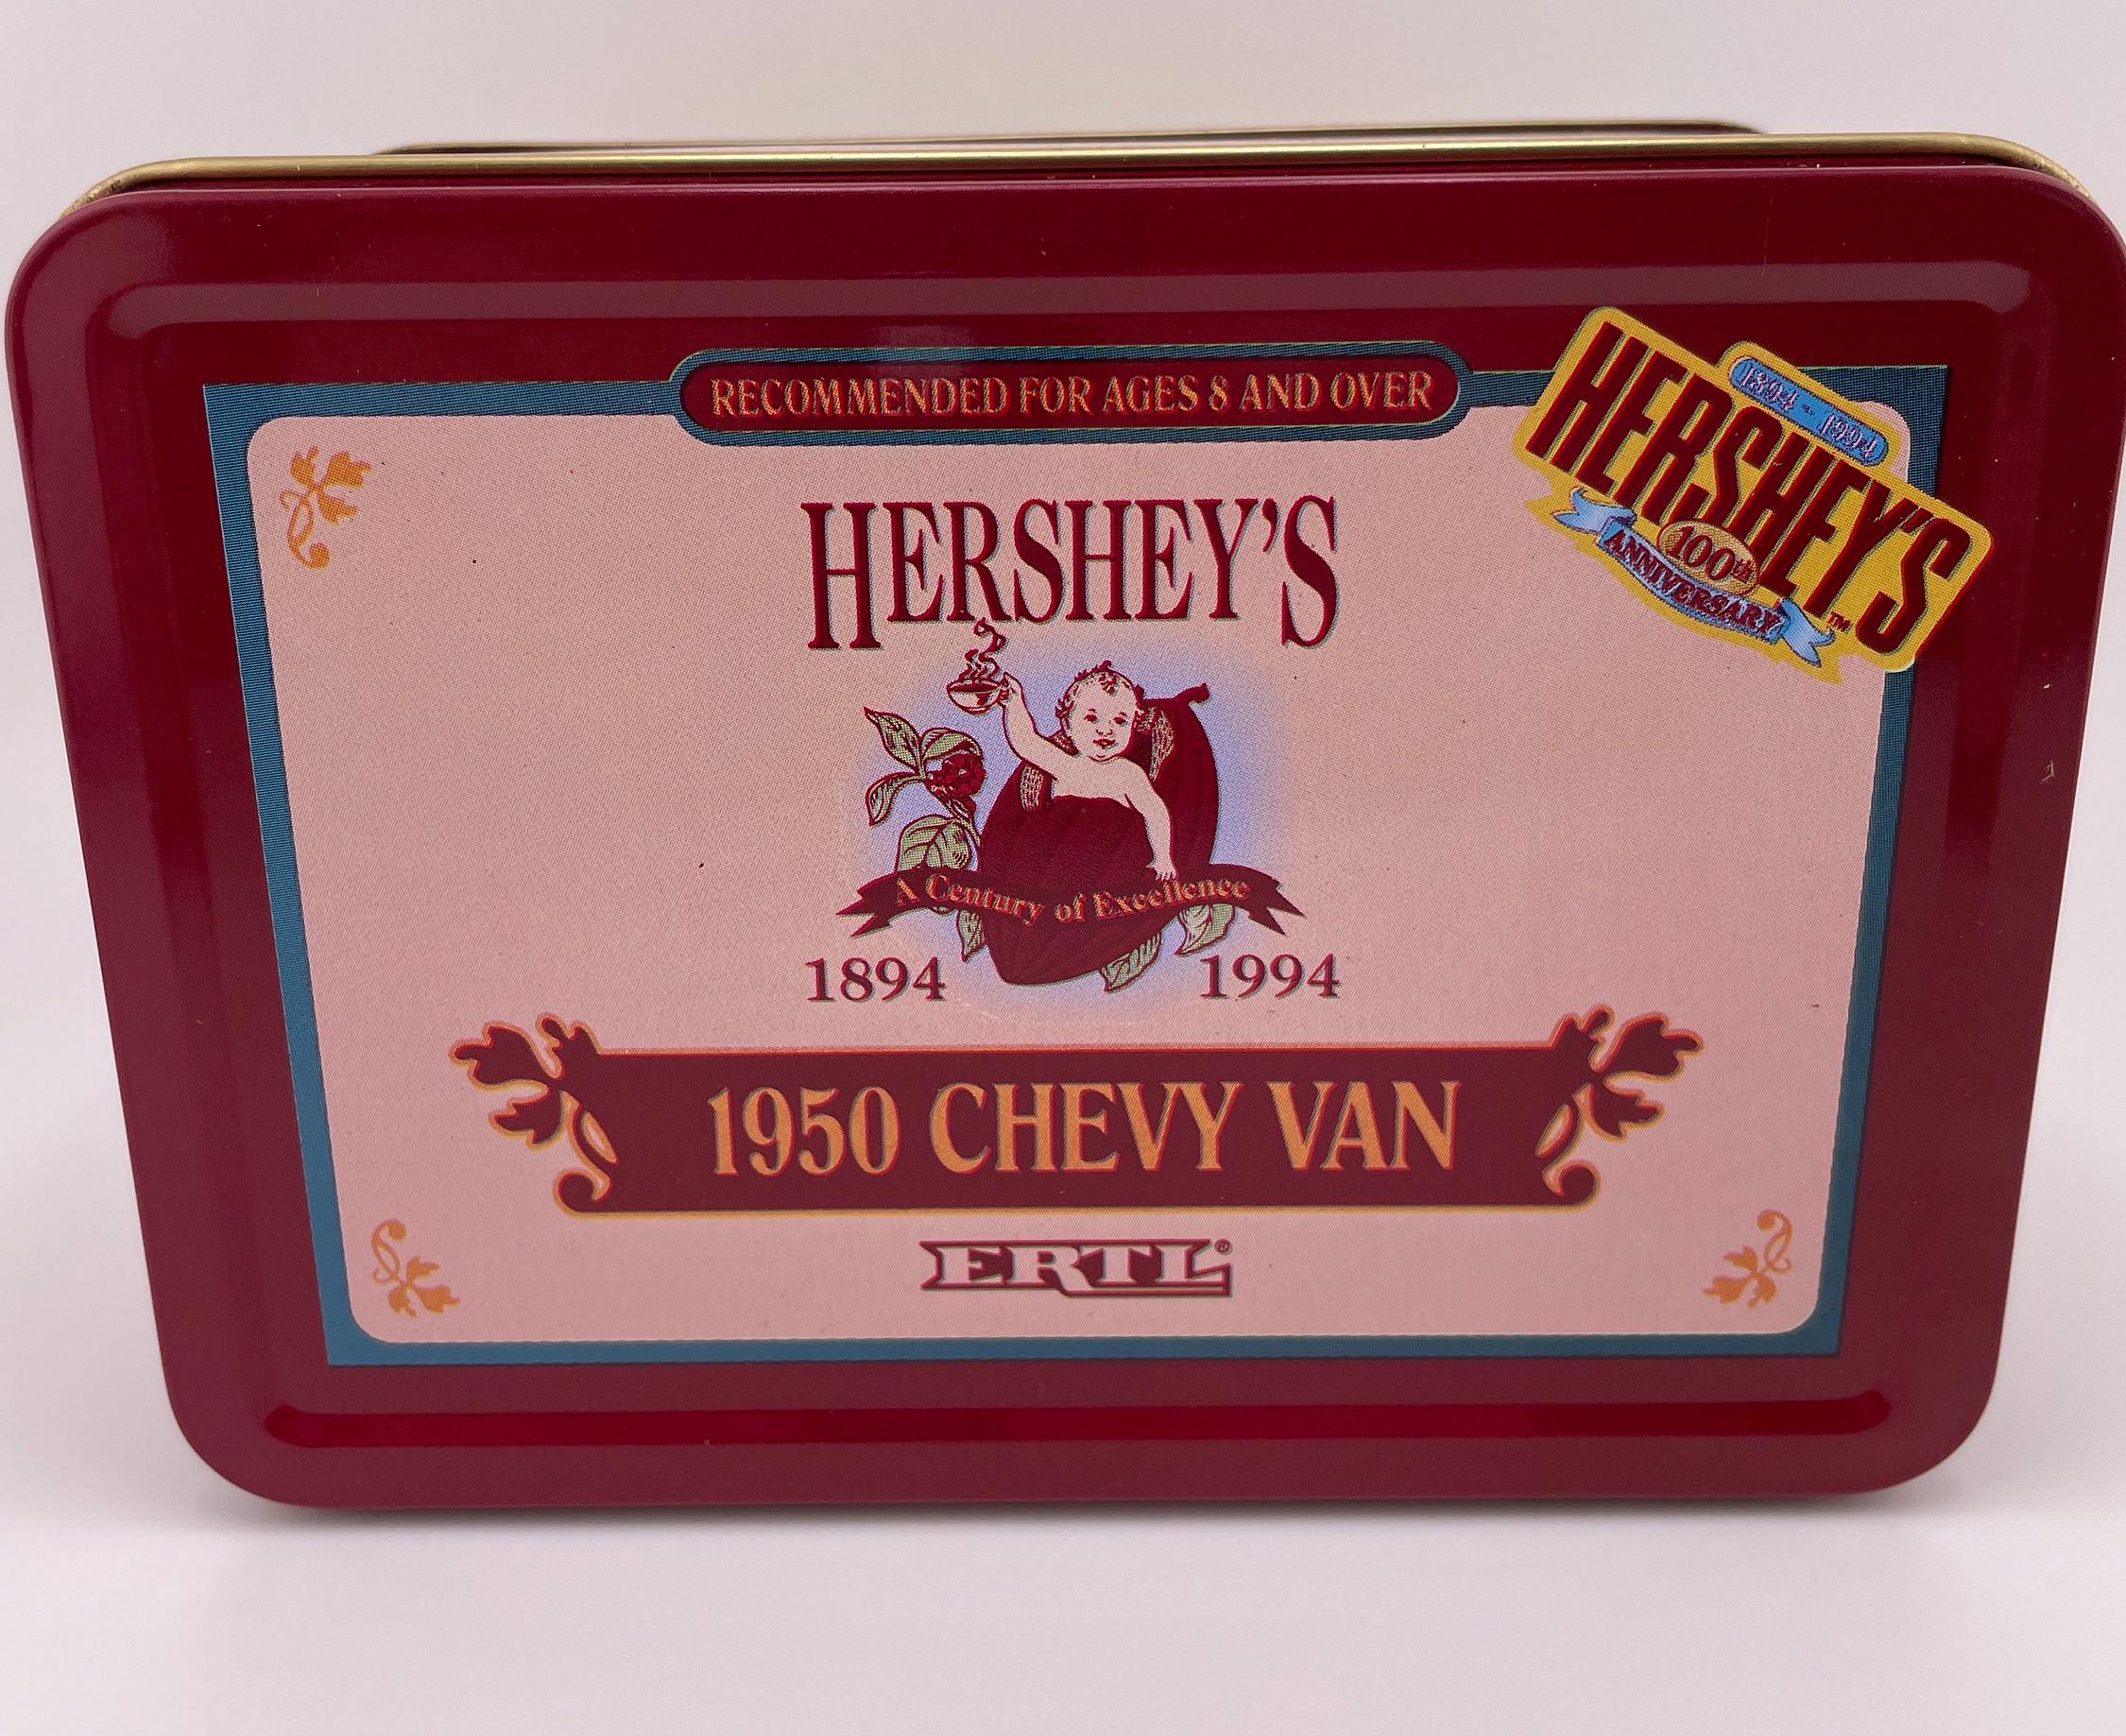 RECOMMENDED FOR AGES 8 AND OVER
1894 - 1994
HERSHEY'S
100th
ANNIVERSARY
™
HERSHEY'S
A Century of Excellence
1894 1994
1950 CHEVY VAN
ERTL®